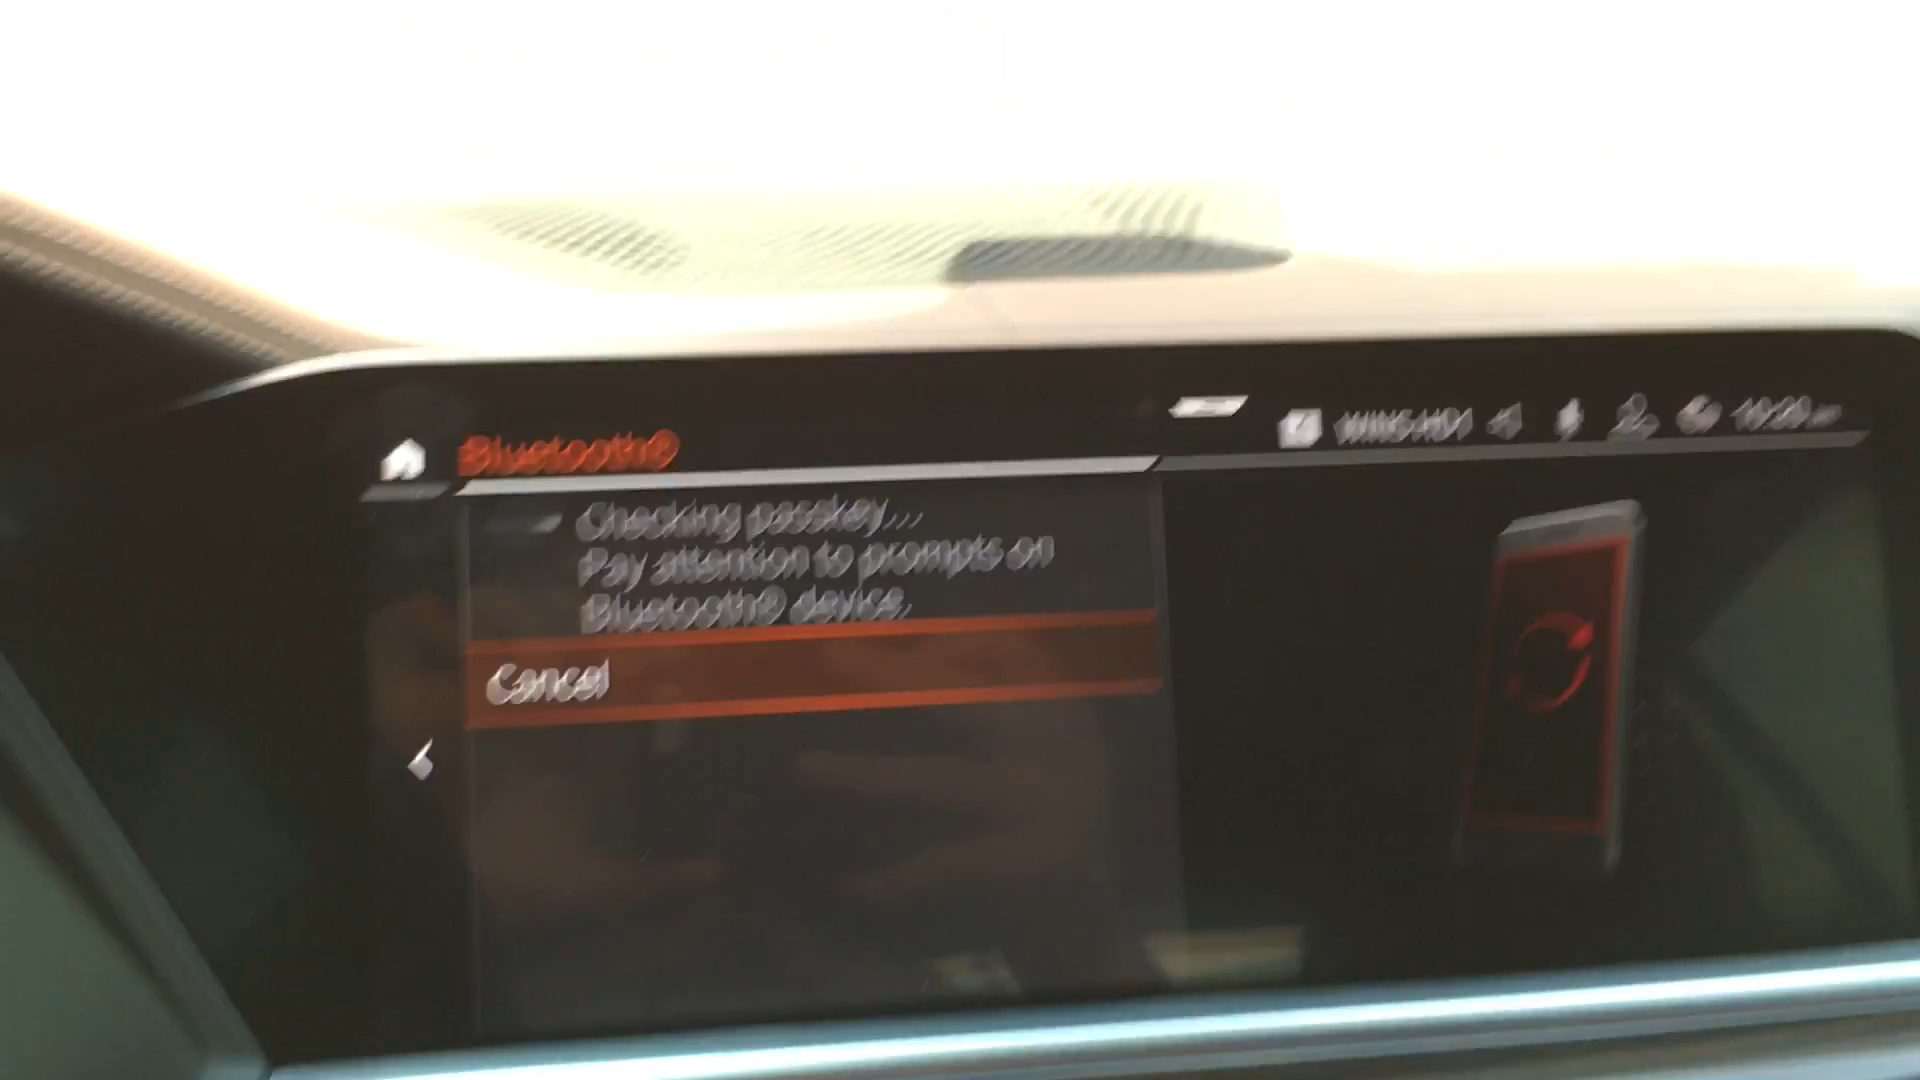 Bluetooth®
Checking passkey...
Pay attention to prompts on
Bluetooth® device.
Cancel